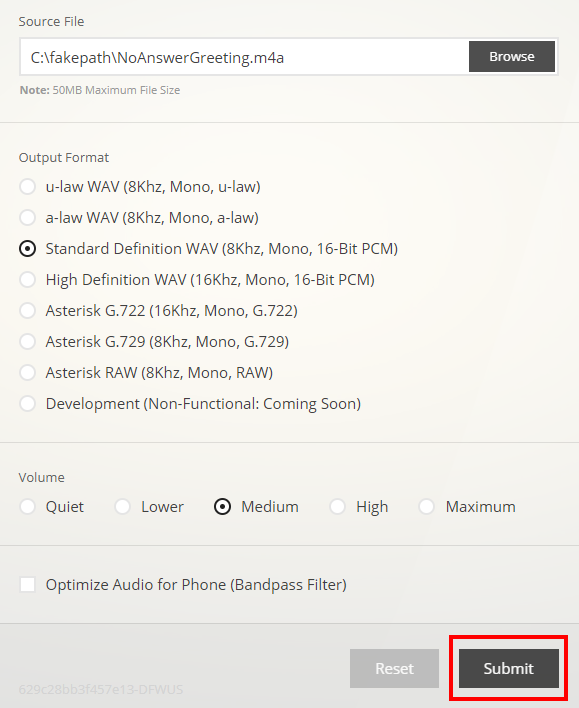 Source File
C:\fakepath\NoAnswerGreeting.m4a
Browse
Note: 50MB Maximum File Size
Output Format
u-law WAV (8Khz, Mono, u-law)
a-law WAV (8Khz, Mono, a-law)
Standard Definition WAV (8Khz, Mono, 16-Bit PCM)
High Definition WAV (16Khz, Mono, 16-Bit PCM)
Asterisk G.722 (16Khz, Mono, G.722)
Asterisk G.729 (8Khz, Mono, G.729)
Asterisk RAW (8Khz, Mono, RAW)
Development (Non-Functional: Coming Soon)
Volume
Quiet Lower Medium High Maximum
Optimize Audio for Phone (Bandpass Filter)
Reset Submit
629c28bb3f457e13-DFWUS